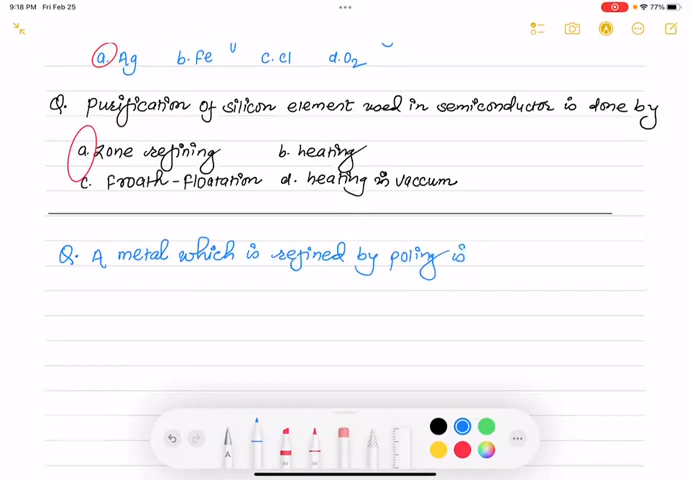 9:18 PM Fri Feb 25
77%
a. Ag b. Fe c. Cl d. O2
Q. Purification of silicon element used in semiconductor is done by
a. Zone refining b. heating
c. Froath-Floatation d. heating in vaccum
Q. A metal which is refined by poling is
A